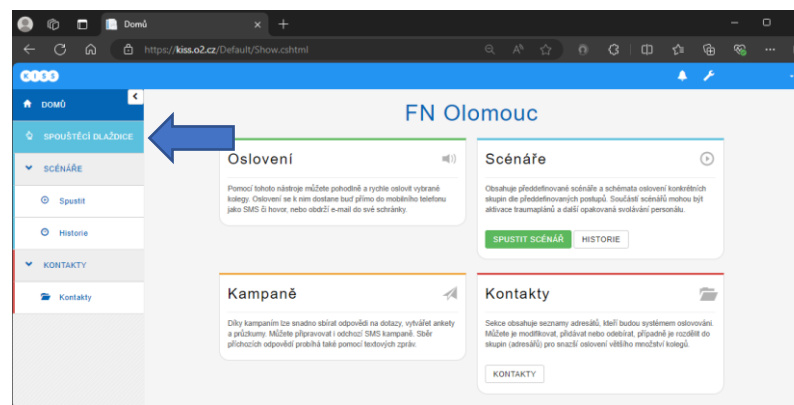 Domů
https://kiss.o2.cz/Default/Show.cshtml
KISS
DOMŮ
SPOUŠTĚCÍ DLAŽDICE
SCÉNÁŘE
Spustit
Historie
KONTAKTY
Kontakty
FN Olomouc
Oslovení
Pomocí tohoto nástroje můžete pohodlně a rychle oslovit vybrané
kolegy. Oslovení se k nim dostane buď přímo do mobilního telefonu
jako SMS či hovor, nebo obdrží e-mail do své schránky.
Scénáře
Obsahuje předdefinované scénáře a schémata oslovení konkrétních
skupin dle předdefinovaných postupů. Součástí scénářů mohou být
aktivace traumaplánů a další opakovaná svolávání personálu.
SPUSTIT SCÉNÁŘ
HISTORIE
Kampaně
Díky kampaním lze snadno sbírat odpovědi na dotazy, vytvářet ankety
a průzkumy. Můžete připravovat i odchozí SMS kampaně. Sběr
příchozích odpovědí probíhá také pomocí textových zpráv.
Kontakty
Sekce obsahuje seznamy adresátů, kteří budou systémem oslovováni.
Můžete je modifikovat, přidávat nebo odebírat, případně je rozdělit do
skupin (adresářů) pro snazší oslovení většího množství kolegů.
KONTAKTY